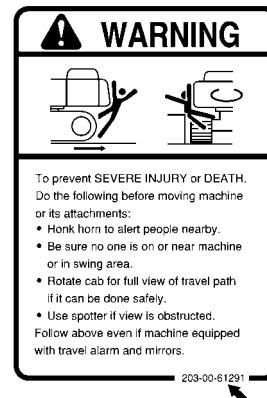 WARNING
To prevent SEVERE INJURY or DEATH.
Do the following before moving machine
or its attachments:
• Honk horn to alert people nearby.
• Be sure no one is on or near machine
or in swing area.
• Rotate cab for full view of travel path
if it can be done safely.
• Use spotter if view is obstructed.
Follow above even if machine equipped
with travel alarm and mirrors.
203-00-61291